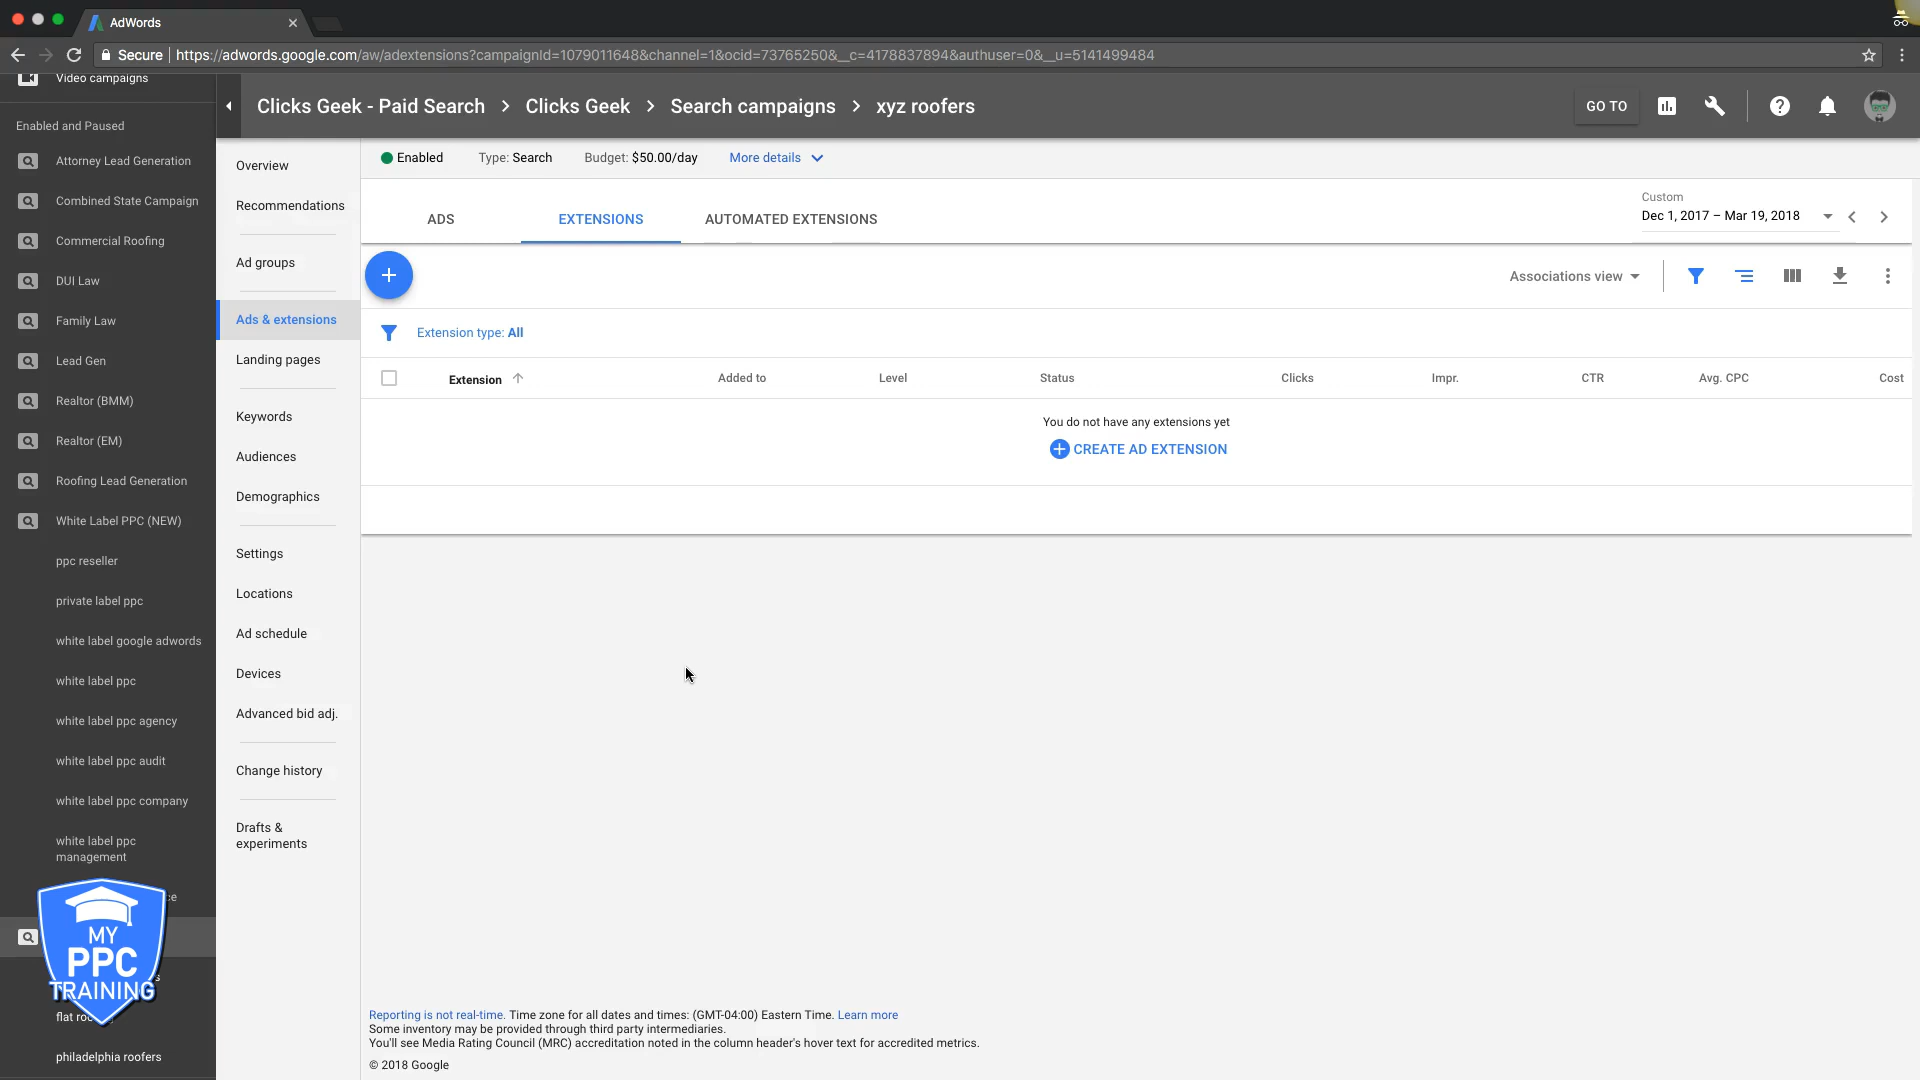 AdWords
Secure
https://adwords.google.com/aw/adextensions?campaignId=1079011648&channel=1&ocid=73765250&__c=4178837894&authuser=0&__u=5141499484
Video campaigns
Clicks Geek - Paid Search
Clicks Geek
Search campaigns
xyz roofers
GO TO
Enabled and Paused
Attorney Lead Generation
Combined State Campaign
Commercial Roofing
DUI Law
Family Law
Lead Gen
Realtor (BMM)
Realtor (EM)
Roofing Lead Generation
White Label PPC (NEW)
ppc reseller
private label ppc
white label google adwords
white label ppc
white label ppc agency
white label ppc audit
white label ppc company
white label ppc
management
MY
PPC
TRAINING
philadelphia roofers
Overview
Recommendations
Ad groups
Ads & extensions
Landing pages
Keywords
Audiences
Demographics
Settings
Locations
Ad schedule
Devices
Advanced bid adj.
Change history
Drafts &
experiments
Enabled
Type: Search
Budget: $50.00/day
More details
ADS
EXTENSIONS
AUTOMATED EXTENSIONS
Custom
Dec 1, 2017 – Mar 19, 2018
Associations view
Extension type: All
Extension
Added to
Level
Status
Clicks
Impr.
CTR
Avg. CPC
Cost
You do not have any extensions yet
CREATE AD EXTENSION
Reporting is not real-time. Time zone for all dates and times: (GMT-04:00) Eastern Time. Learn more
Some inventory may be provided through third party intermediaries.
You'll see Media Rating Council (MRC) accreditation noted in the column header's hover text for accredited metrics.
© 2018 Google